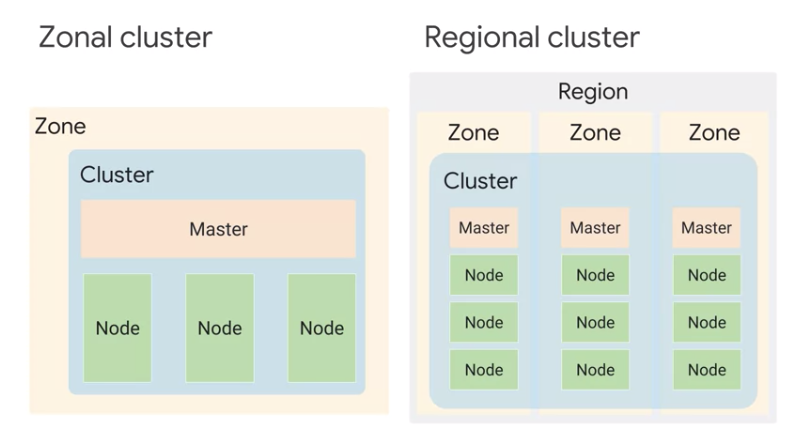 Zonal cluster
Zone
Cluster
Master
Node Node Node
Regional cluster
Region
Zone Zone Zone
Cluster
Master Master Master
Node Node Node
Node Node Node
Node Node Node